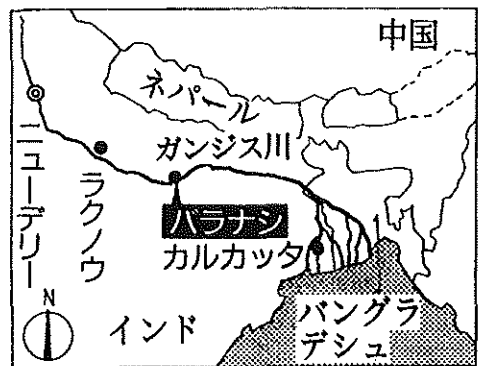 中国
ネパール
ガンジス川
ニューデリー
ラクノウ
バラナシ
カルカッタ
N
インド
バングラ
デシュ